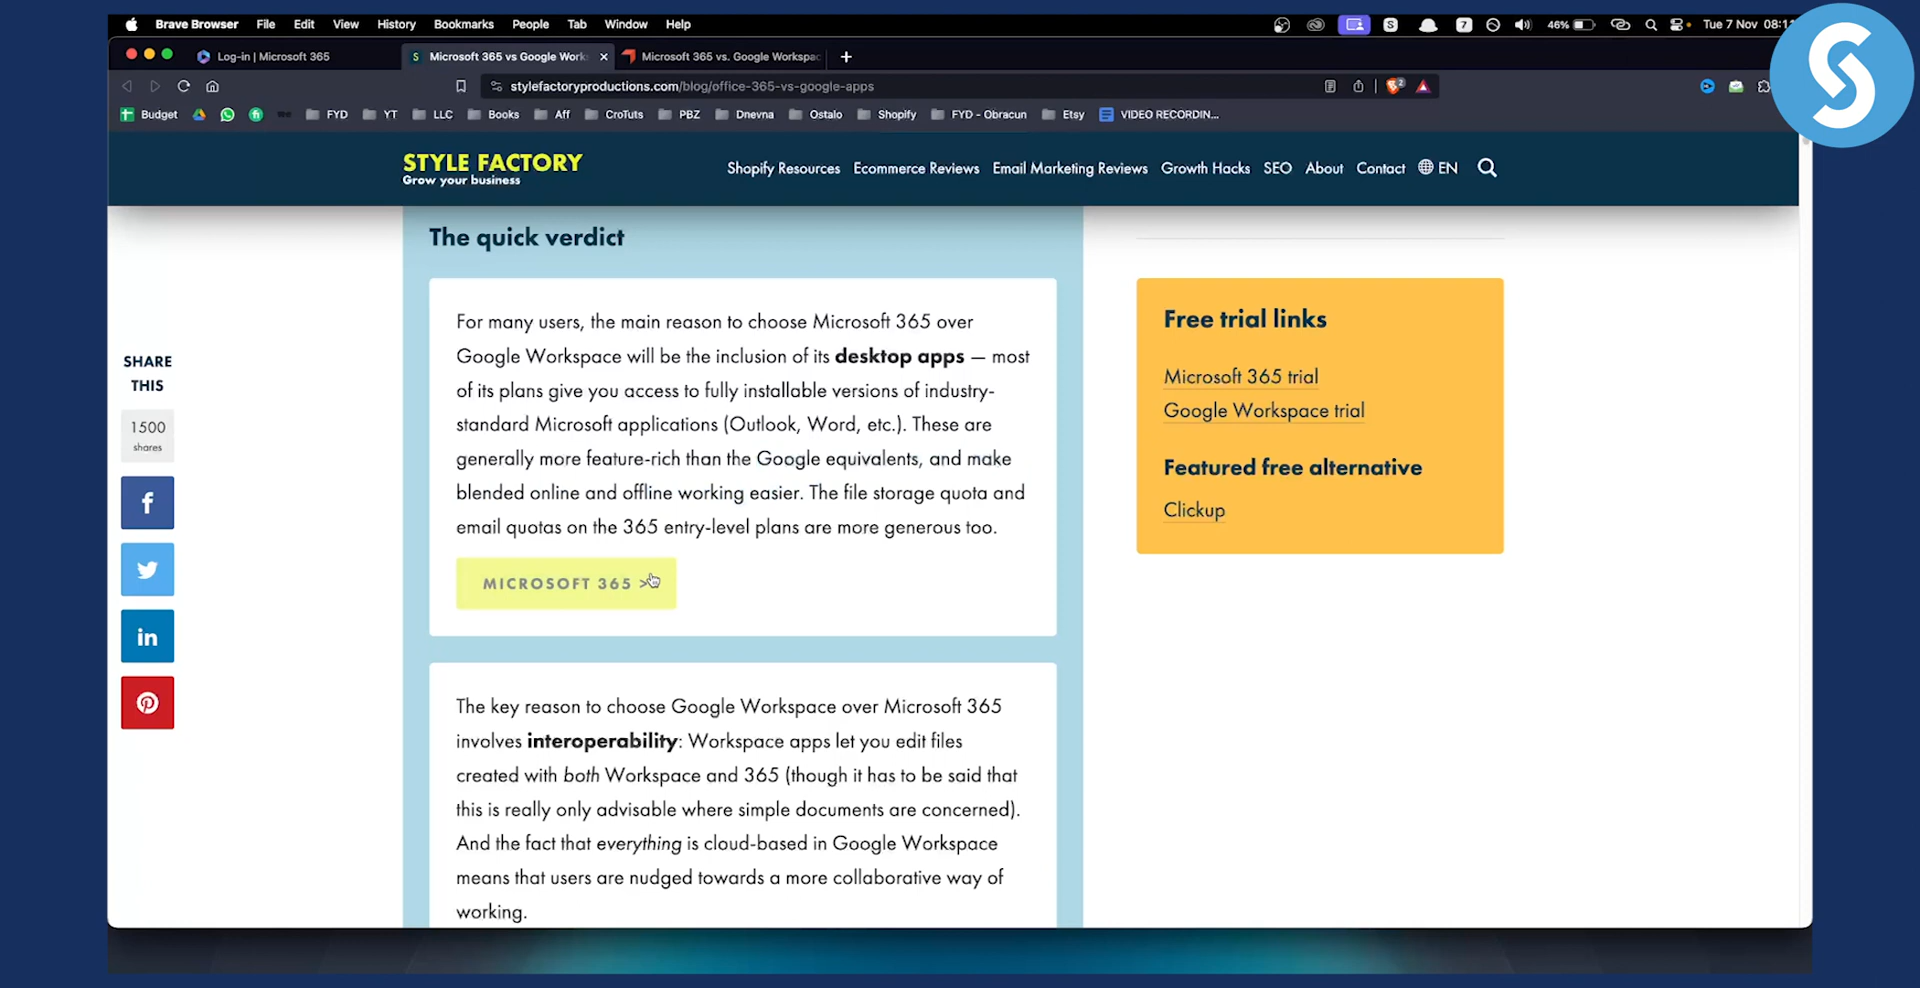 Brave Browser File Edit View History Bookmarks People Tab Window Help
S 7 46% Tue 7 Nov
Log-in | Microsoft 365
S Microsoft 365 vs Google Work
Microsoft 365 vs. Google Workspac
stylefactoryproductions.com/blog/office-365-vs-google-apps
2
Budget FYD YT LLC Books Aff CroTuts PBZ Dnevna Ostalo Shopify FYD - Obracun Etsy VIDEO RECORDIN...
STYLE FACTORY
Grow your business
Shopify Resources Ecommerce Reviews Email Marketing Reviews Growth Hacks SEO About Contact EN
The quick verdict
For many users, the main reason to choose Microsoft 365 over
Google Workspace will be the inclusion of its desktop apps — most
of its plans give you access to fully installable versions of industry-
standard Microsoft applications (Outlook, Word, etc.). These are
generally more feature-rich than the Google equivalents, and make
blended online and offline working easier. The file storage quota and
email quotas on the 365 entry-level plans are more generous too.
MICROSOFT 365
The key reason to choose Google Workspace over Microsoft 365
involves interoperability: Workspace apps let you edit files
created with both Workspace and 365 (though it has to be said that
this is really only advisable where simple documents are concerned).
And the fact that everything is cloud-based in Google Workspace
means that users are nudged towards a more collaborative way of
working.
SHARE
THIS
1500
shares
Free trial links
Microsoft 365 trial
Google Workspace trial
Featured free alternative
Clickup